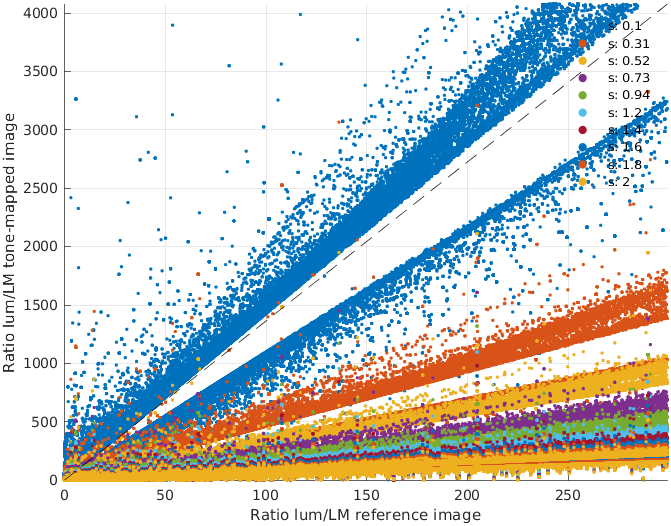 4000
3500
3000
2500
2000
1500
1000
500
0
Ratio lum/LM tone-mapped image
s: 0.1
s: 0.31
s: 0.52
s: 0.73
s: 0.94
s: 1.2
s: 1.4
s: 1.6
s: 1.8
s: 2
0 50 100 150 200 250
Ratio lum/LM reference image